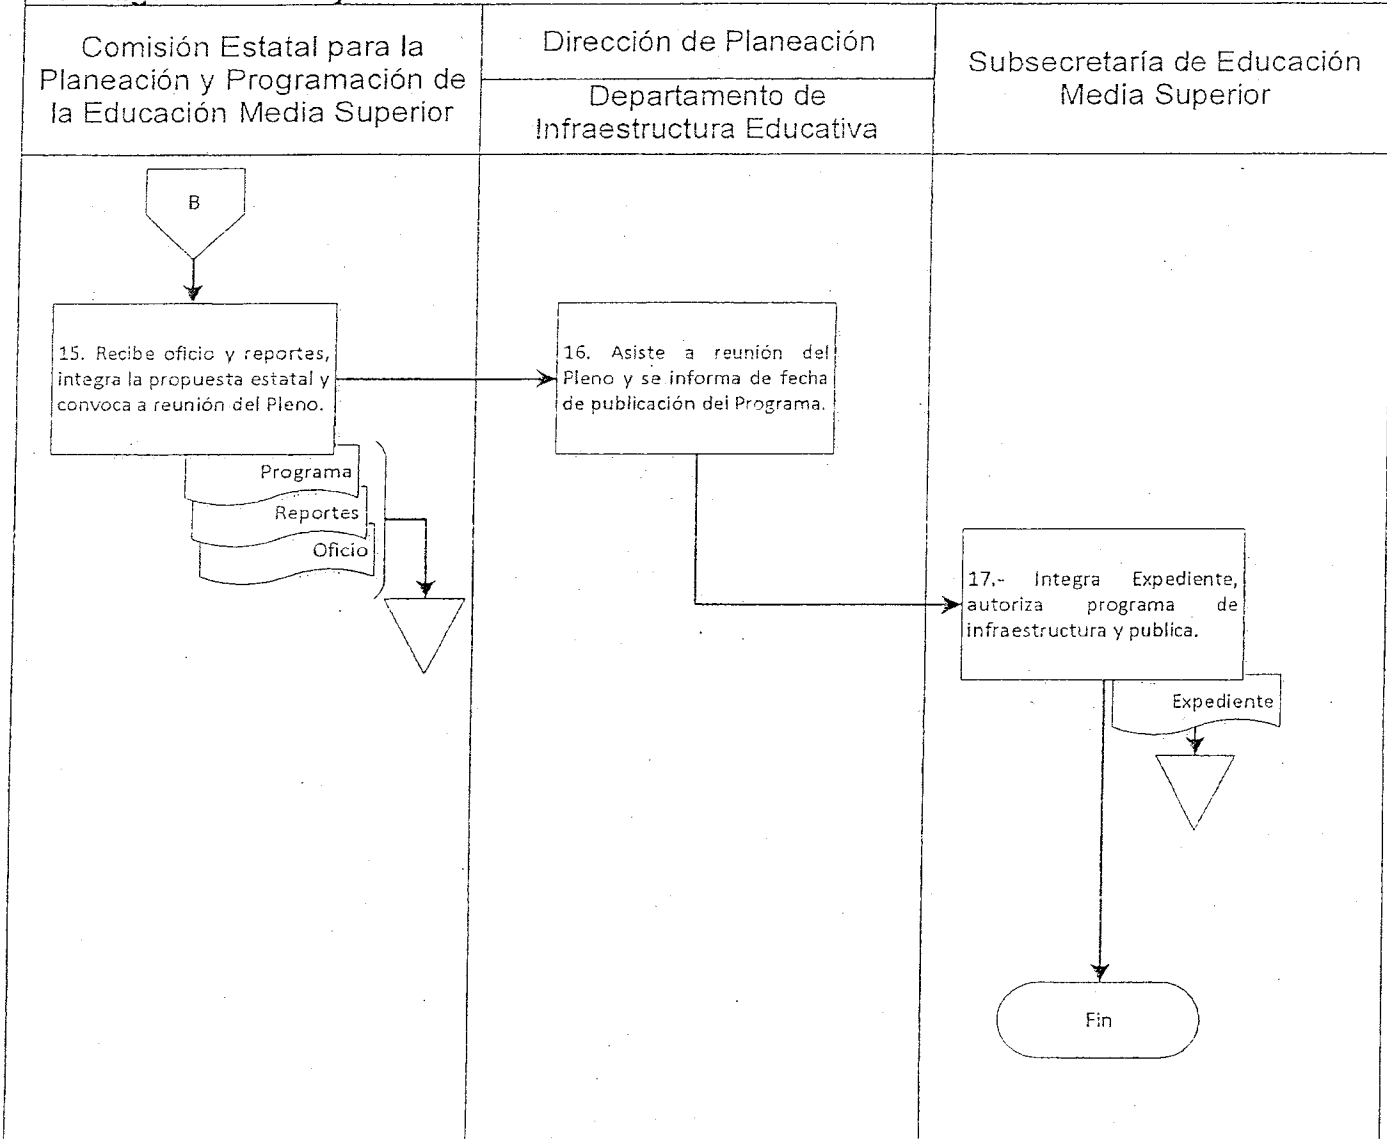 Comisión Estatal para la
Planeación y Programación de
la Educación Media Superior
Dirección de Planeación
Departamento de
Infraestructura Educativa
Subsecretaría de Educación
Media Superior
B
15. Recibe oficio y reportes,
integra la propuesta estatal y
convoca a reunión del Pleno.
Programa
Reportes
Oficio
16. Asiste a reunión del
Pleno y se informa de fecha
de publicación del Programa.
17.- Integra Expediente,
autoriza programa de
infraestructura y publica.
Expediente
Fin